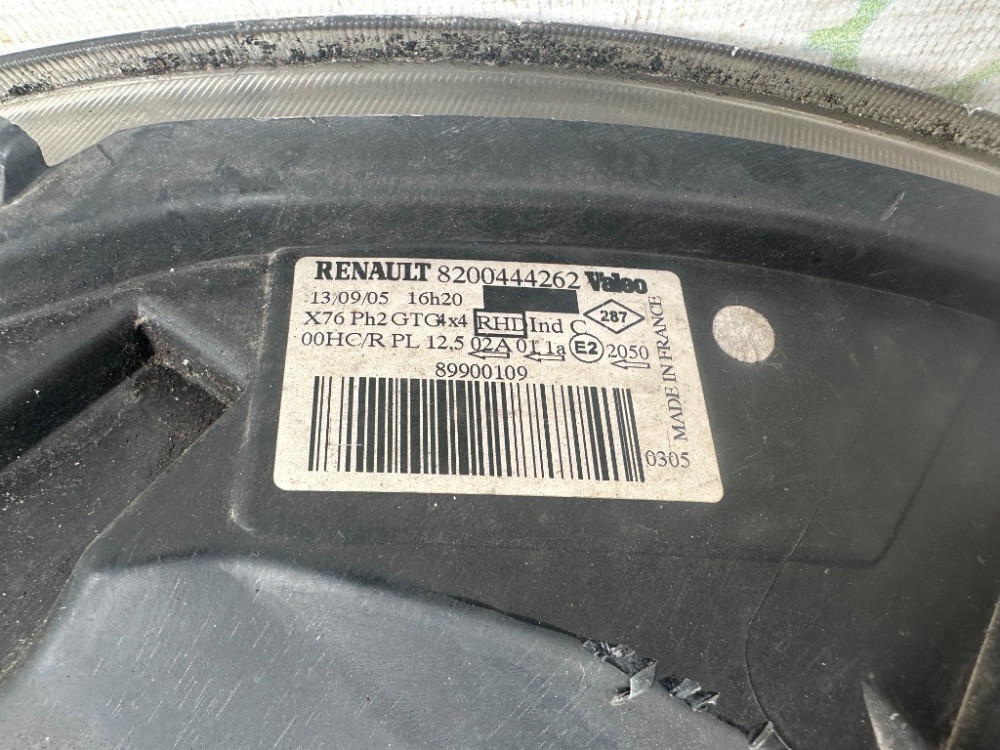 RENAULT 8200444262 Valeo
13/09/05 16h20
287
X76 Ph2 GTG4x4 RHD Ind C
00HC/R PL 12,5 02A 01 1a E2 2050
89900109
0305
MADE IN FRANCE